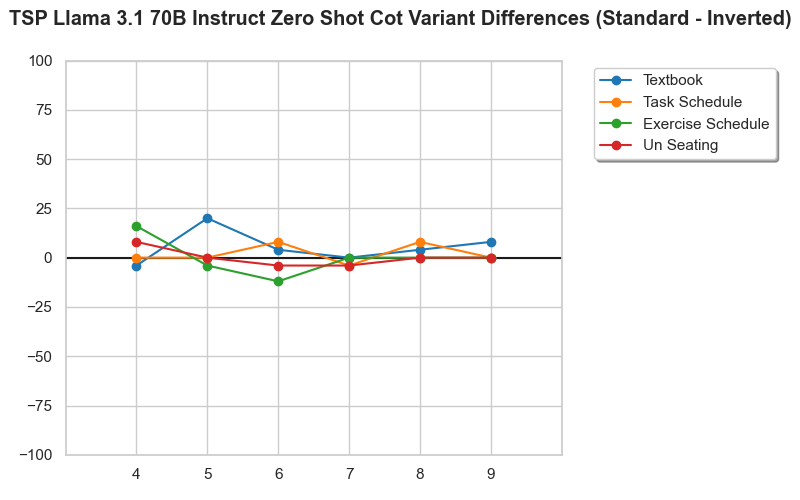 TSP Llama 3.1 70B Instruct Zero Shot Cot Variant Differences (Standard - Inverted)
100
75
50
25
0
−25
−50
−75
−100
4 5 6 7 8 9
Textbook
Task Schedule
Exercise Schedule
Un Seating